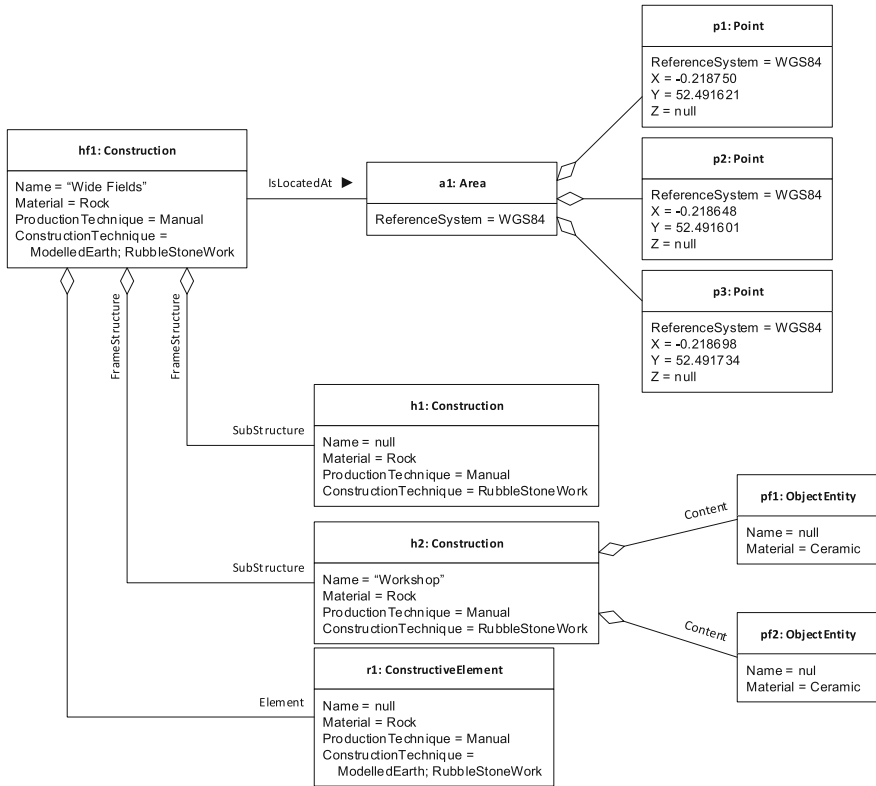 p1: Point
ReferenceSystem = WGS84
X = -0.218750
Y = 52.491621
Z = null
hf1: Construction
Name = “Wide Fields”
Material = Rock
ProductionTechnique = Manual
ConstructionTechnique =
ModelledEarth; RubbleStoneWork
IsLocatedAt ►
a1: Area
ReferenceSystem = WGS84
p2: Point
ReferenceSystem = WGS84
X = -0.218648
Y = 52.491601
Z = null
p3: Point
ReferenceSystem = WGS84
X = -0.218698
Y = 52.491734
Z = null
FrameStructure
FrameStructure
SubStructure
h1: Construction
Name = null
Material = Rock
ProductionTechnique = Manual
ConstructionTechnique = RubbleStoneWork
SubStructure
h2: Construction
Name = “Workshop”
Material = Rock
ProductionTechnique = Manual
ConstructionTechnique = RubbleStoneWork
Content
pf1: ObjectEntity
Name = null
Material = Ceramic
Content
pf2: ObjectEntity
Name = nul
Material = Ceramic
Element
r1: ConstructiveElement
Name = null
Material = Rock
ProductionTechnique = Manual
ConstructionTechnique =
ModelledEarth; RubbleStoneWork